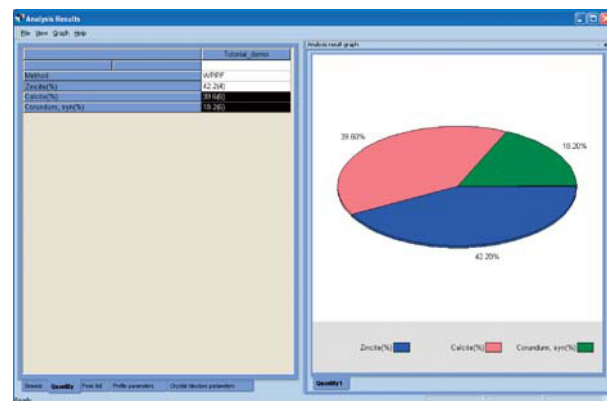 Analysis Results
File View Graph Help
Tutorial_demo
Method WPPF
Zincite(%) 42.2(4)
Calcite(%) 39.6(6)
Corundum, syn(%) 18.2(6)
General Quantity Peak list Profile parameters Crystal structure parameters
Ready
Analysis result graph
39.60%
18.20%
42.20%
Zincite(%) Calcite(%) Corundum, syn(%)
Quantity1